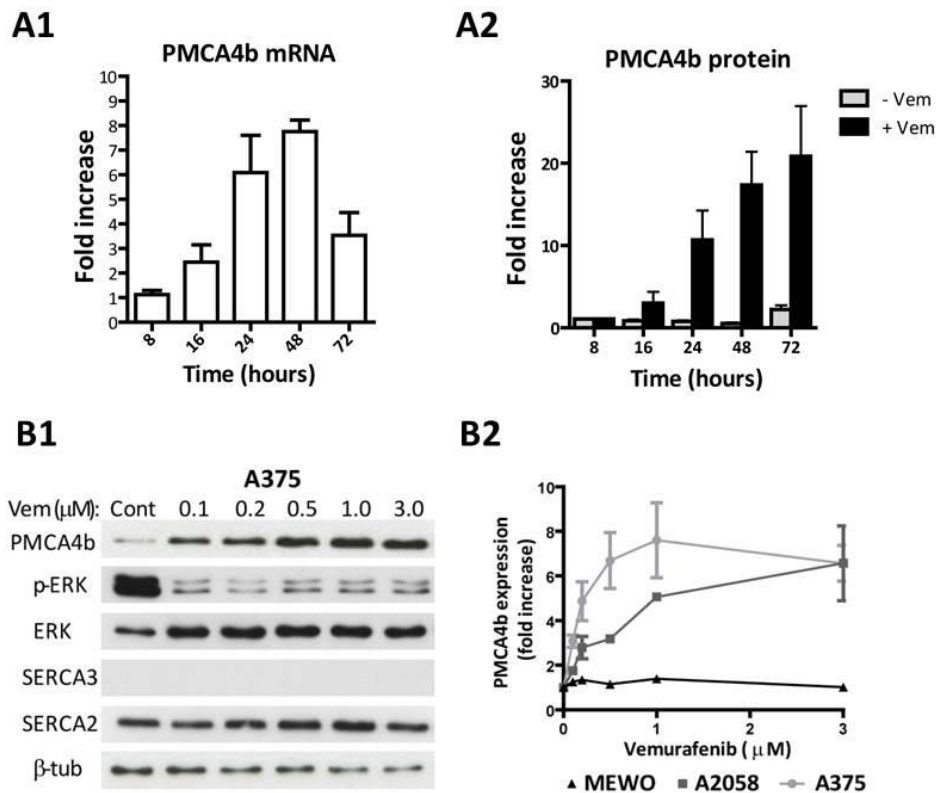 A1
PMCA4b mRNA
10
9
8
7
6
5
4
3
2
1
0
Fold increase
8 16 24 48 72
Time (hours)
A2
PMCA4b protein
30
20
10
0
Fold increase
8 16 24 48 72
Time (hours)
- Vem
+ Vem
B1
A375
Vem (μM): Cont 0.1 0.2 0.5 1.0 3.0
PMCA4b
p-ERK
ERK
SERCA3
SERCA2
β-tub
B2
10
8
6
4
2
0
PMCA4b expression
(fold increase)
0 1 2 3
Vemurafenib ( μ M)
MEWO A2058 A375